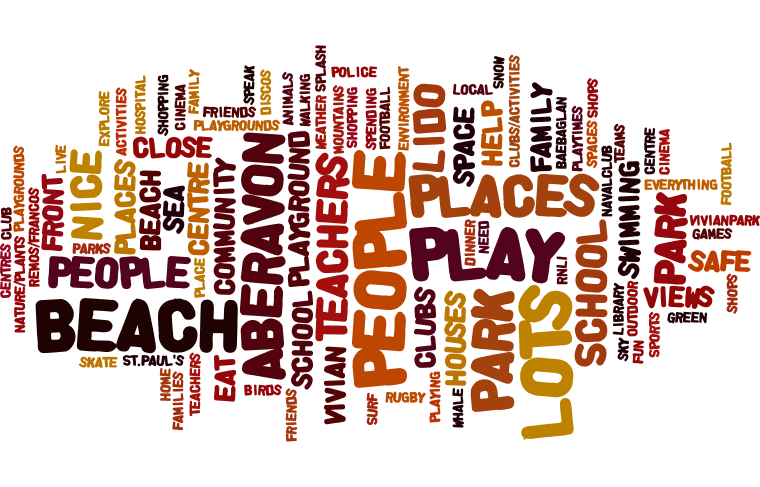 CENTRES CLUB
NATURE/PLANTS PLAYGROUNDS
REMOS/FRANCOS
FRONT
LIVE
NICE
PARKS
PEOPLE
BEACH
SKATE
ST.PAUL'S
EXPLORE
ACTIVITIES
HOSPITAL
SHOPPING
CINEMA
FAMILY
FRIENDS
PLAYGROUNDS
CLOSE
PLACES
BEACH
SEA
CENTRE
PLACE
COMMUNITY
HOME
FAMILIES
TEACHERS
EAT
BIRDS
SPEAK
DISCOS
ANIMALS
WALKING
SPLASH
WEATHER
POLICE
MOUNTAINS
SHOPPING
SPENDING
FOOTBALL
ENVIRONMENT
ABERAVON
SCHOOL PLAYGROUND
FRIENDS
TEACHERS
VIVIAN
PEOPLE
SURF
RUGBY
PLAYING
WHALE
LIDO
LOCAL
SNOW
SPACE
HELP
CLUBS/ACTIVITIES
FAMILY
BAEBAGLAN
PLAYTIMES
SPACES
SHOPS
PLACES
PLAY
DINNER
NEED
RNLI
CLUBS
HOUSES
PARK
LOTS
SCHOOL
NAVALCLUB
TEAMS
CENTRE
CINEMA
SWIMMING
EVERYTHING
FOOTBALL
PARK
VIVIANPARK
GAMES
SAFE
VIEWS
SHOPS
GREEN
SKY
LIBRARY
OUTDOOR
FUN
SPORTS